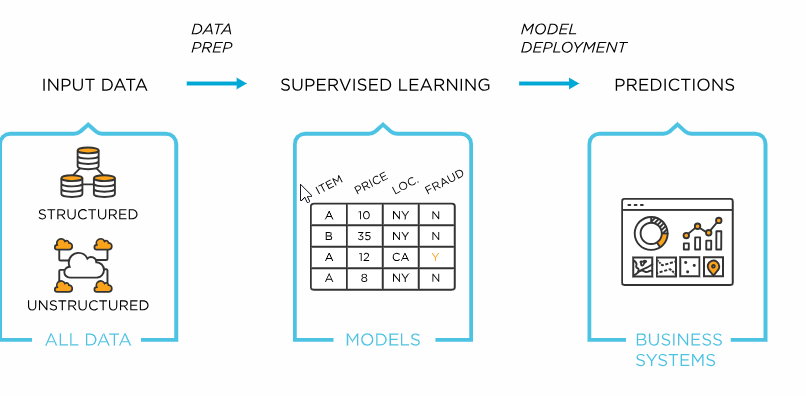 DATA
PREP
MODEL
DEPLOYMENT
INPUT DATA
SUPERVISED LEARNING
PREDICTIONS
STRUCTURED
UNSTRUCTURED
ALL DATA
ITEM PRICE LOC. FRAUD
A 10 NY N
B 35 NY N
A 12 CA Y
A 8 NY N
MODELS
BUSINESS
SYSTEMS